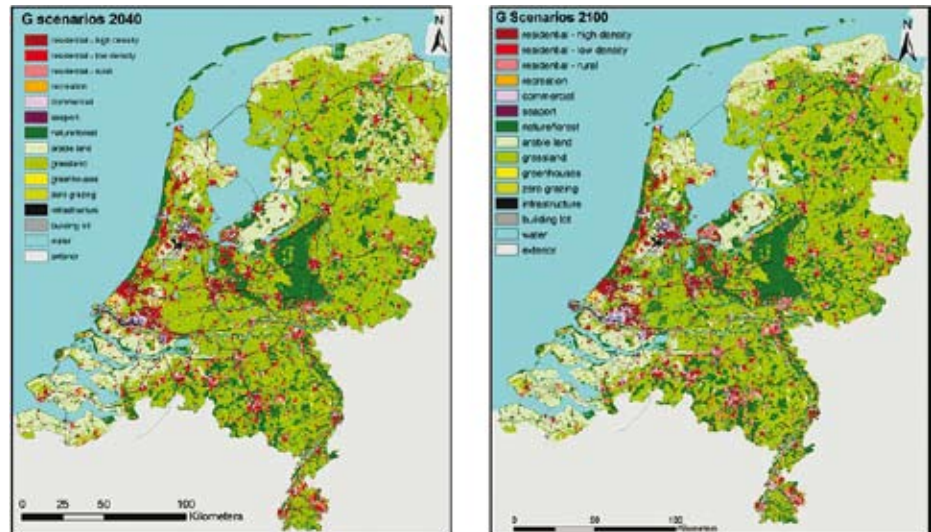 G scenarios 2040
N
residential - high density
residential - low density
residential - rural
recreation
commercial
seaport
nature/forest
arable land
grassland
greenhouses
zero grazing
infrastructure
building lot
water
exterior
0 25 50 100
Kilometers
G Scenarios 2100
N
residential - high density
residential - low density
residential - rural
recreation
commercial
seaport
nature/forest
arable land
grassland
greenhouses
zero grazing
infrastructure
building lot
water
exterior
0 50 100
Kilometers